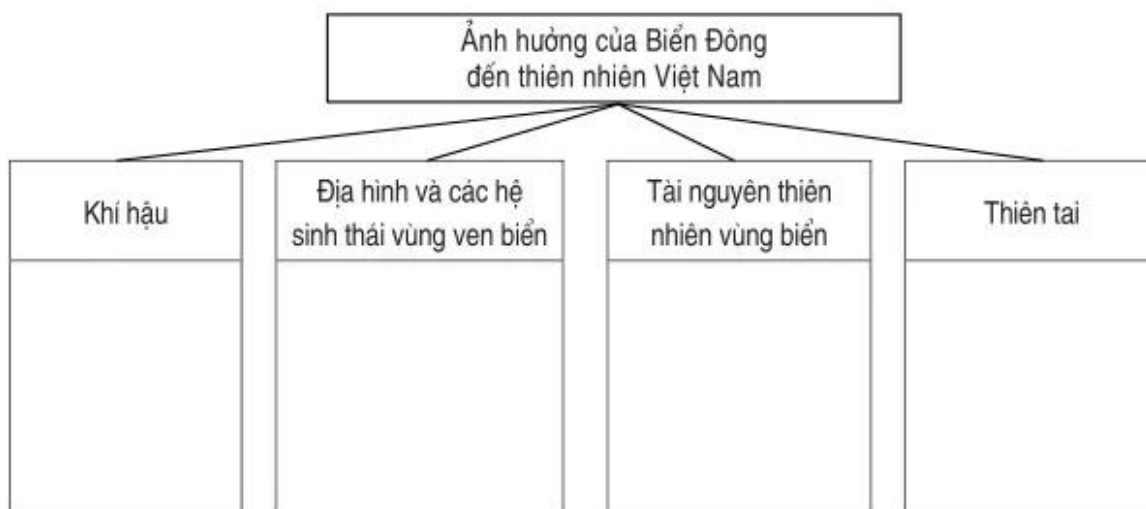 Ảnh hưởng của Biển Đông
đến thiên nhiên Việt Nam
Khí hậu
Địa hình và các hệ
sinh thái vùng ven biển
Tài nguyên thiên
nhiên vùng biển
Thiên tai